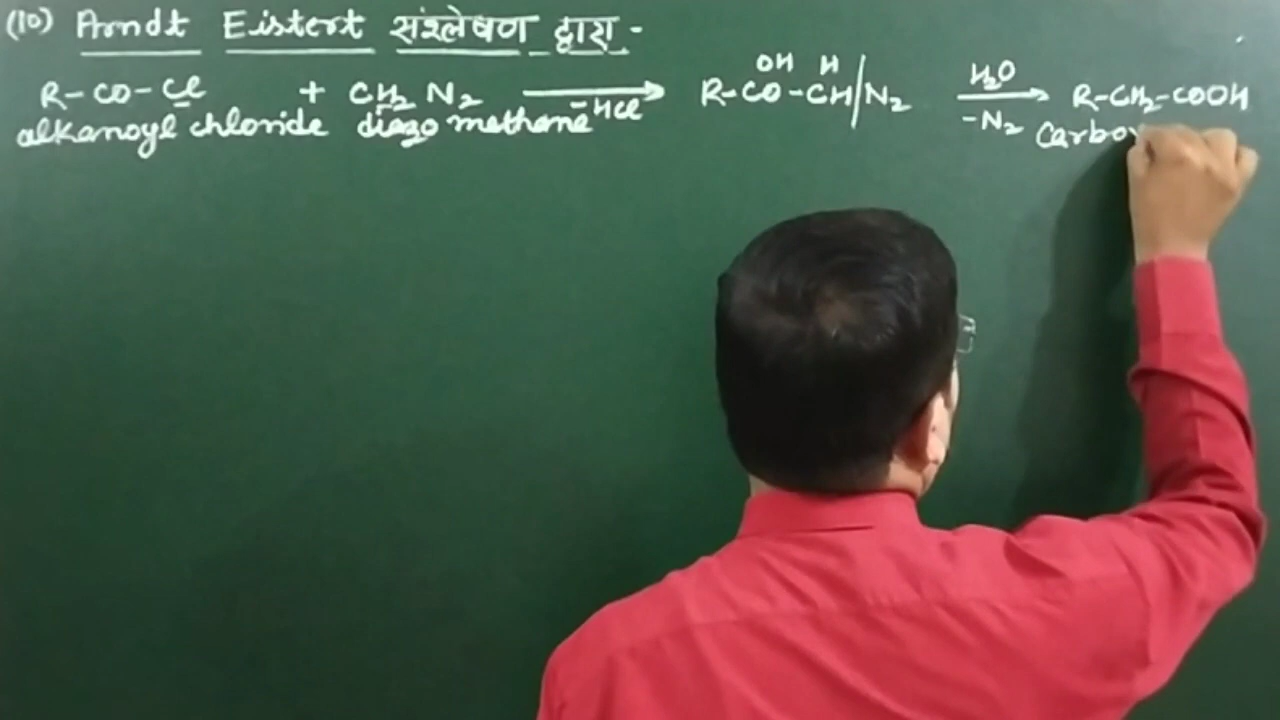 (10) Arndt Eistert संश्लेषण द्वारा -
OH H
R-CO-Cl + CH2N2 → -HCl R-CO-CH/N2 H2O → -N2 R-CH2-COOH
alkanoyl chloride diazo methane Carbo